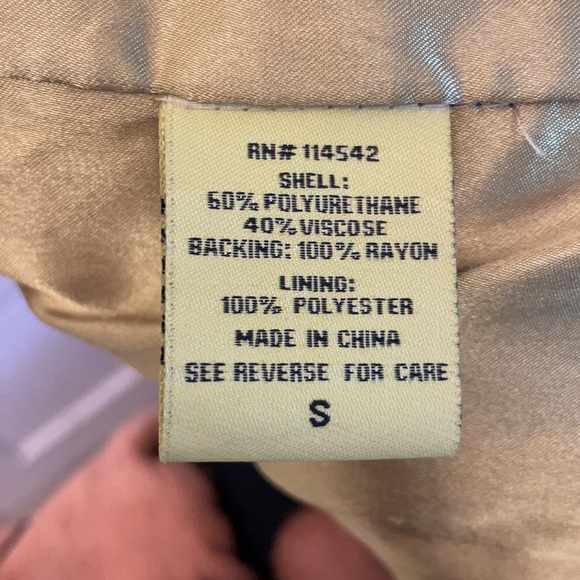 RN# 114542
SHELL:
60% POLYURETHANE
40% VISCOSE
BACKING: 100% RAYON
LINING:
100% POLYESTER
MADE IN CHINA
SEE REVERSE FOR CARE
S